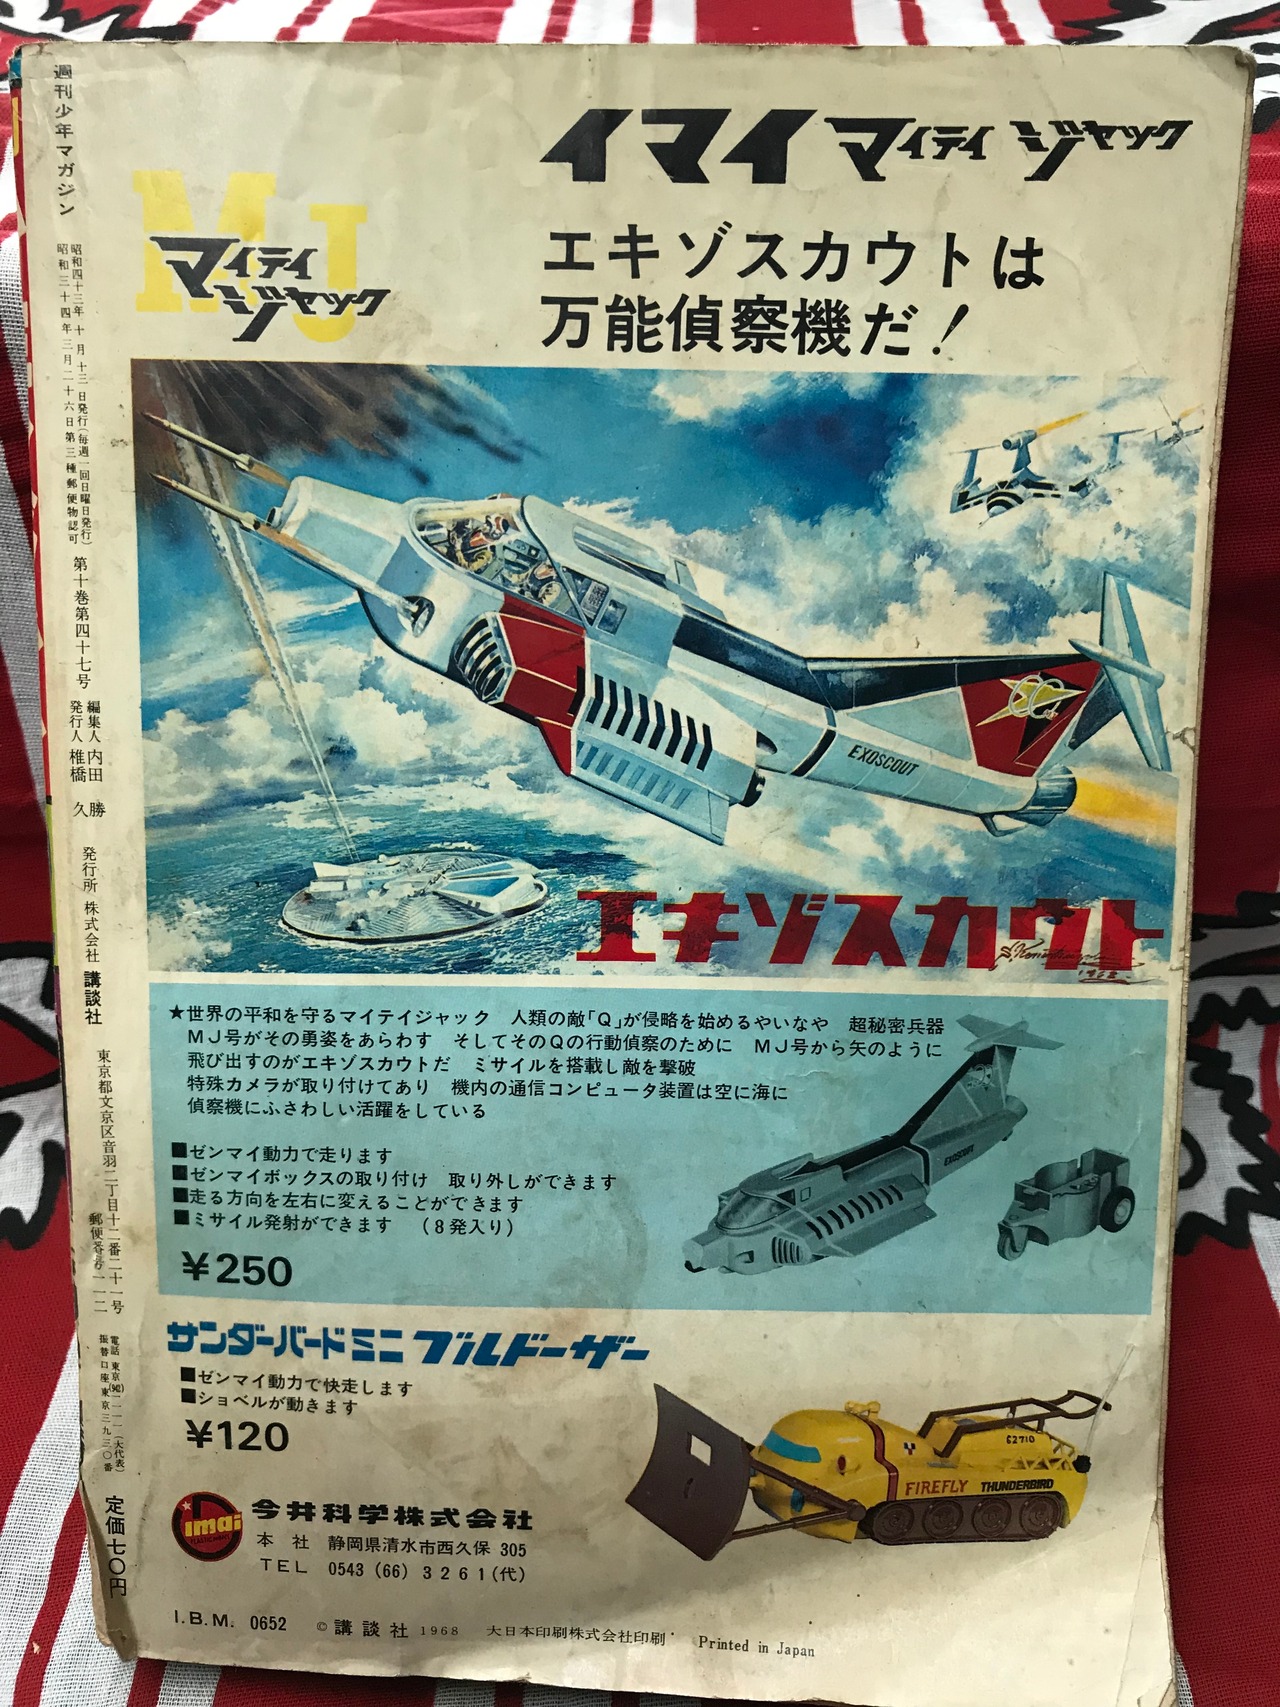 週刊少年マガジン
昭和四十三年十月十三日発行(毎週一回日曜日発行)
昭和三十四年三月二十六日第三種郵便物認可
第十巻第四十七号
編集人 内田 勝
発行人 椎橋 久
発行所 株式会社 講談社
東京都文京区音羽二丁目十二番二十一号
郵便番号一一二
振替口座東京三九三〇番
定価七〇円
イマイ マイティ ジャック
MJ
マイティ
ジャック
エキゾスカウトは
万能偵察機だ!
EXOSCOUT
エキゾスカウト
1968
★世界の平和を守るマイテイジャック 人類の敵「Q」が侵略を始めるやいなや 超秘密兵器
MJ号がその勇姿をあらわす そしてそのQの行動偵察のために MJ号から矢のように
飛び出すのがエキゾスカウトだ ミサイルを搭載し敵を撃破
特殊カメラが取り付けてあり 機内の通信コンピュータ装置は空に海に
偵察機にふさわしい活躍をしている
■ゼンマイ動力で走ります
■ゼンマイボックスの取り付け 取り外しができます
■走る方向を左右に変えることができます
■ミサイル発射ができます (8発入り)
¥250
EXOSCOUT
サンダーバードミニ ブルドーザー
■ゼンマイ動力で快走します
■ショベルが動きます
¥120
62710
FIREFLY THUNDERBIRD
imai
今井科学株式会社
本社 静岡県清水市西久保 305
TEL 0543 (66) 3261(代)
I.B.M. 0652 ©講談社 1968 大日本印刷株式会社印刷 Printed in Japan